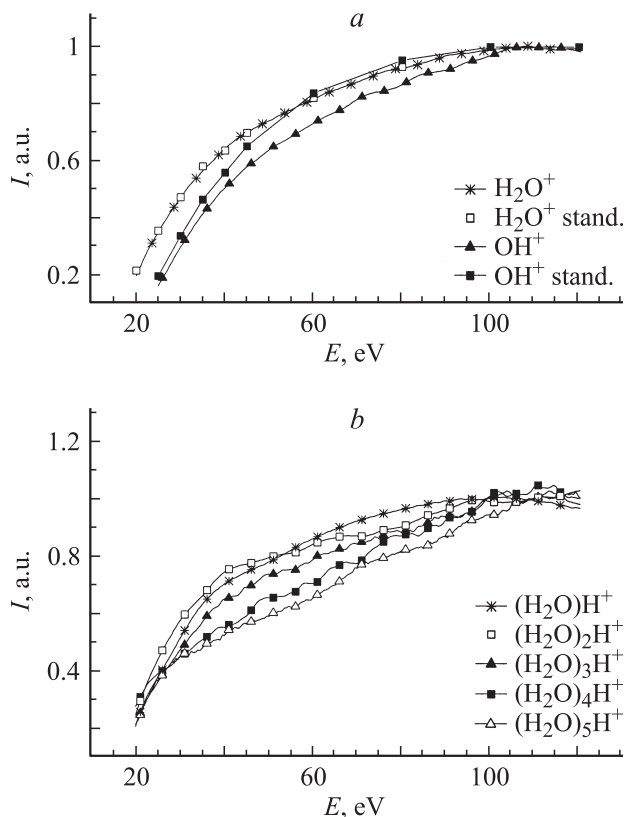 a
1
0.6
0.2
I, a.u.
H₂O⁺
H₂O⁺ stand.
OH⁺
OH⁺ stand.
20 60 100
E, eV
b
1.2
0.8
0.4
I, a.u.
(H₂O)H⁺
(H₂O)₂H⁺
(H₂O)₃H⁺
(H₂O)₄H⁺
(H₂O)₅H⁺
20 60 100
E, eV